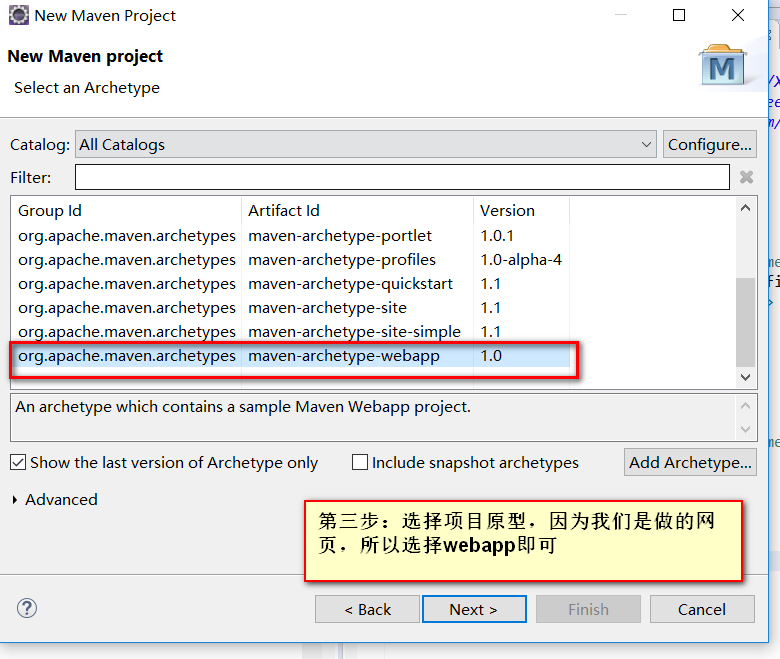 New Maven Project
New Maven project
Select an Archetype
M
Catalog: All Catalogs Configure...
Filter:
Group Id Artifact Id Version
org.apache.maven.archetypes maven-archetype-portlet 1.0.1
org.apache.maven.archetypes maven-archetype-profiles 1.0-alpha-4
org.apache.maven.archetypes maven-archetype-quickstart 1.1
org.apache.maven.archetypes maven-archetype-site 1.1
org.apache.maven.archetypes maven-archetype-site-simple 1.1
org.apache.maven.archetypes maven-archetype-webapp 1.0
An archetype which contains a sample Maven Webapp project.
Show the last version of Archetype only Include snapshot archetypes Add Archetype...
Advanced
第三步：选择项目原型，因为我们是做的网
页，所以选择webapp即可
? < Back Next > Finish Cancel